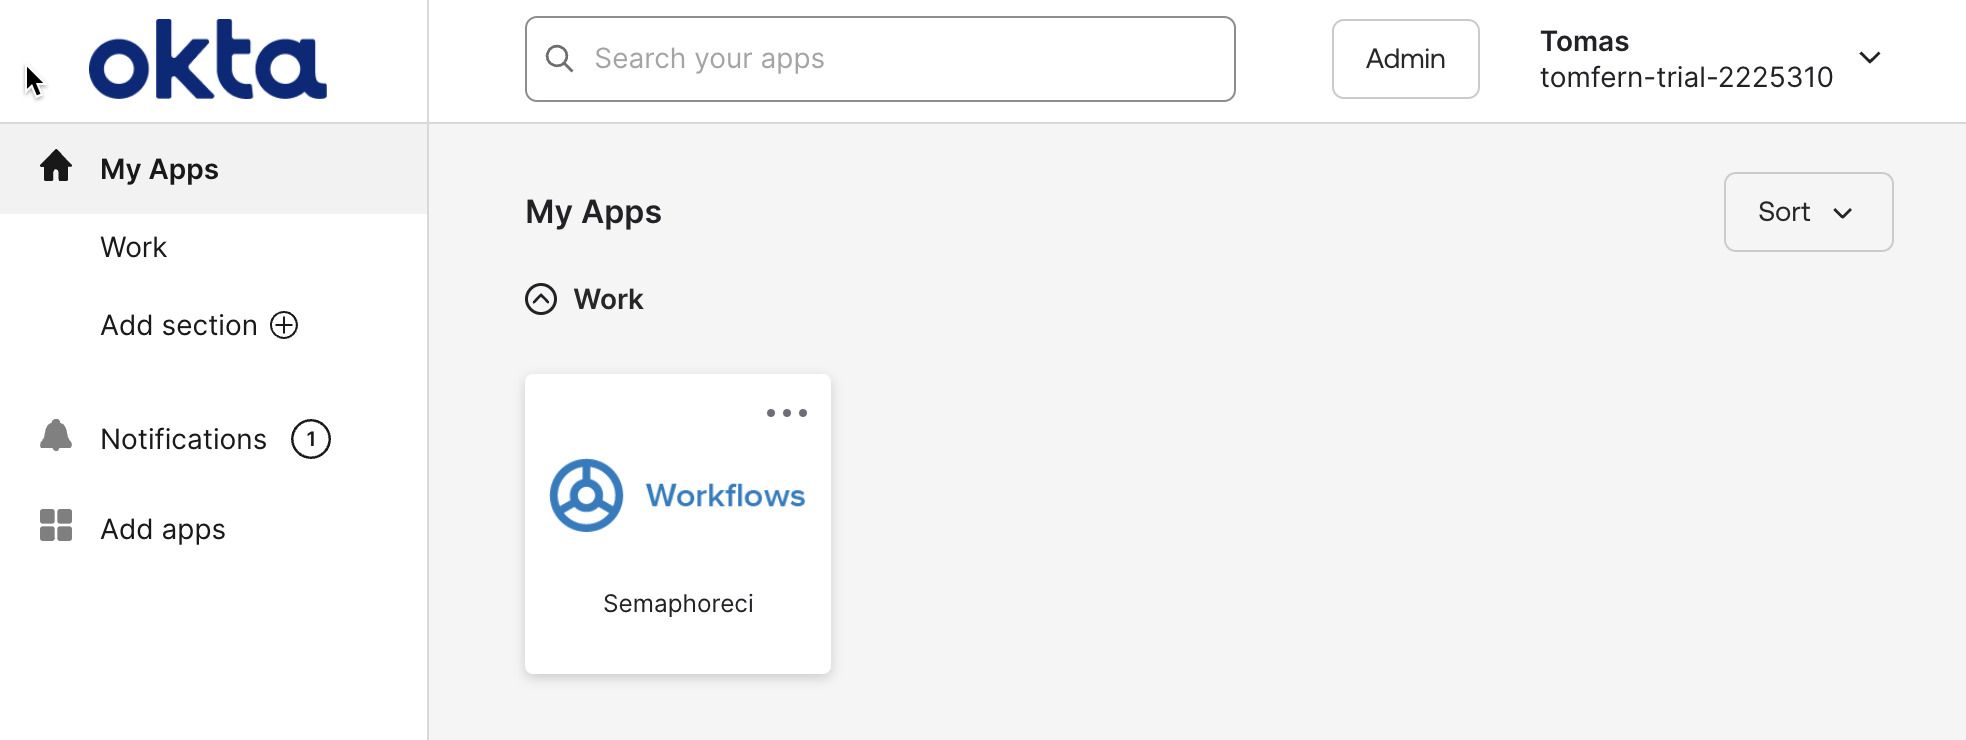 okta
Search your apps
Admin
Tomas
tomfern-trial-2225310
My Apps
Work
Add section
Notifications 1
Add apps
My Apps
Sort
Work
Workflows
Semaphoreci